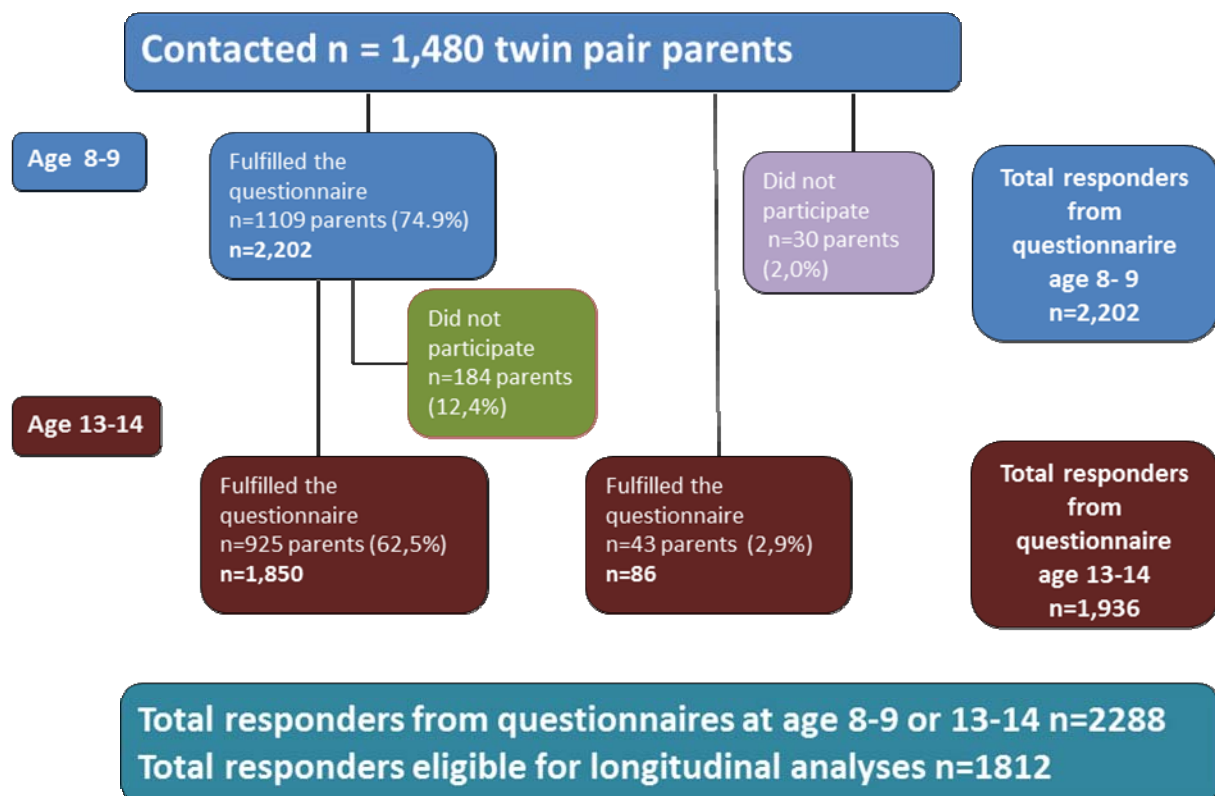 Contacted n = 1,480 twin pair parents
Age 8-9
Fulfilled the
questionnaire
n=1109 parents (74.9%)
n=2,202
Did not
participate
n=30 parents
(2,0%)
Total responders
from
questionnarire
age 8- 9
n=2,202
Did not
participate
n=184 parents
(12,4%)
Age 13-14
Fulfilled the
questionnaire
n=925 parents (62,5%)
n=1,850
Fulfilled the
questionnaire
n=43 parents (2,9%)
n=86
Total responders
from
questionnaire
age 13-14
n=1,936
Total responders from questionnaires at age 8-9 or 13-14 n=2288
Total responders eligible for longitudinal analyses n=1812